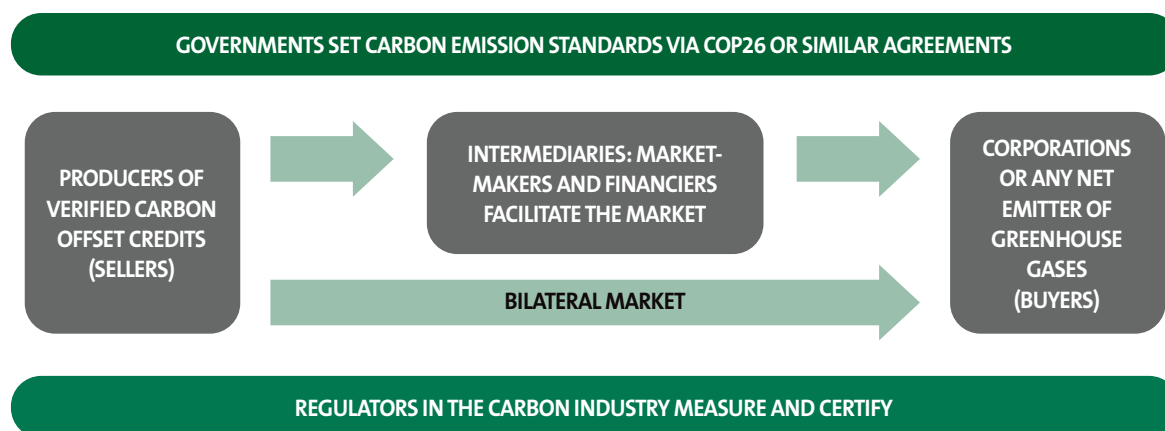 GOVERNMENTS SET CARBON EMISSION STANDARDS VIA COP26 OR SIMILAR AGREEMENTS
PRODUCERS OF
VERIFIED CARBON
OFFSET CREDITS
(SELLERS)
INTERMEDIARIES: MARKET-
MAKERS AND FINANCIERS
FACILITATE THE MARKET
CORPORATIONS
OR ANY NET
EMITTER OF
GREENHOUSE
GASES
(BUYERS)
BILATERAL MARKET
REGULATORS IN THE CARBON INDUSTRY MEASURE AND CERTIFY